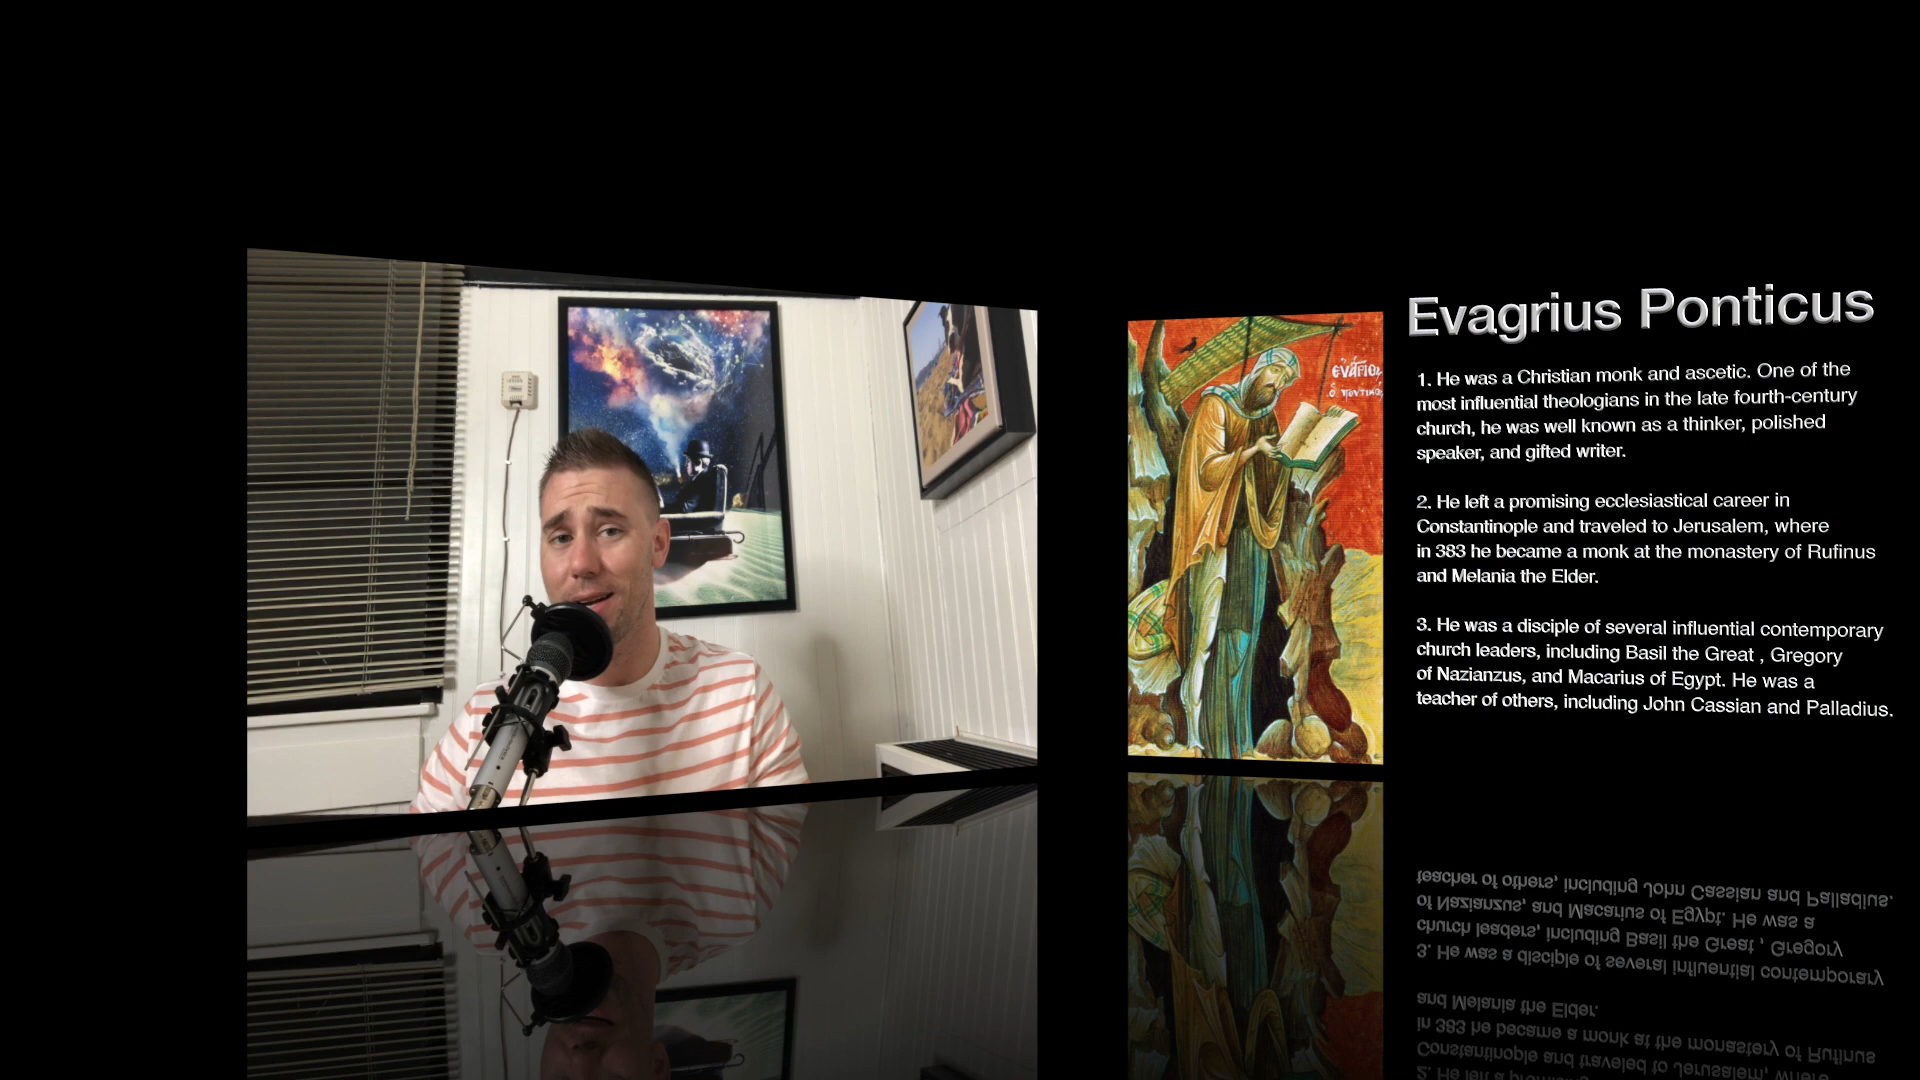 Evagrius Ponticus
1. He was a Christian monk and ascetic. One of the
most influential theologians in the late fourth-century
church, he was well known as a thinker, polished
speaker, and gifted writer.
2. He left a promising ecclesiastical career in
Constantinople and traveled to Jerusalem, where
in 383 he became a monk at the monastery of Rufinus
and Melania the Elder.
3. He was a disciple of several influential contemporary
church leaders, including Basil the Great , Gregory
of Nazianzus, and Macarius of Egypt. He was a
teacher of others, including John Cassian and Palladius.